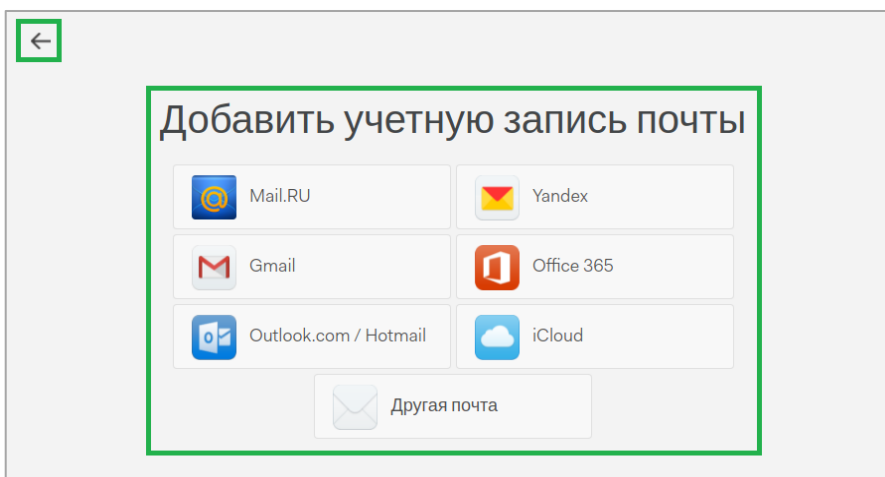 Добавить учетную запись почты
Mail.RU
Yandex
Gmail
Office 365
Outlook.com / Hotmail
iCloud
Другая почта